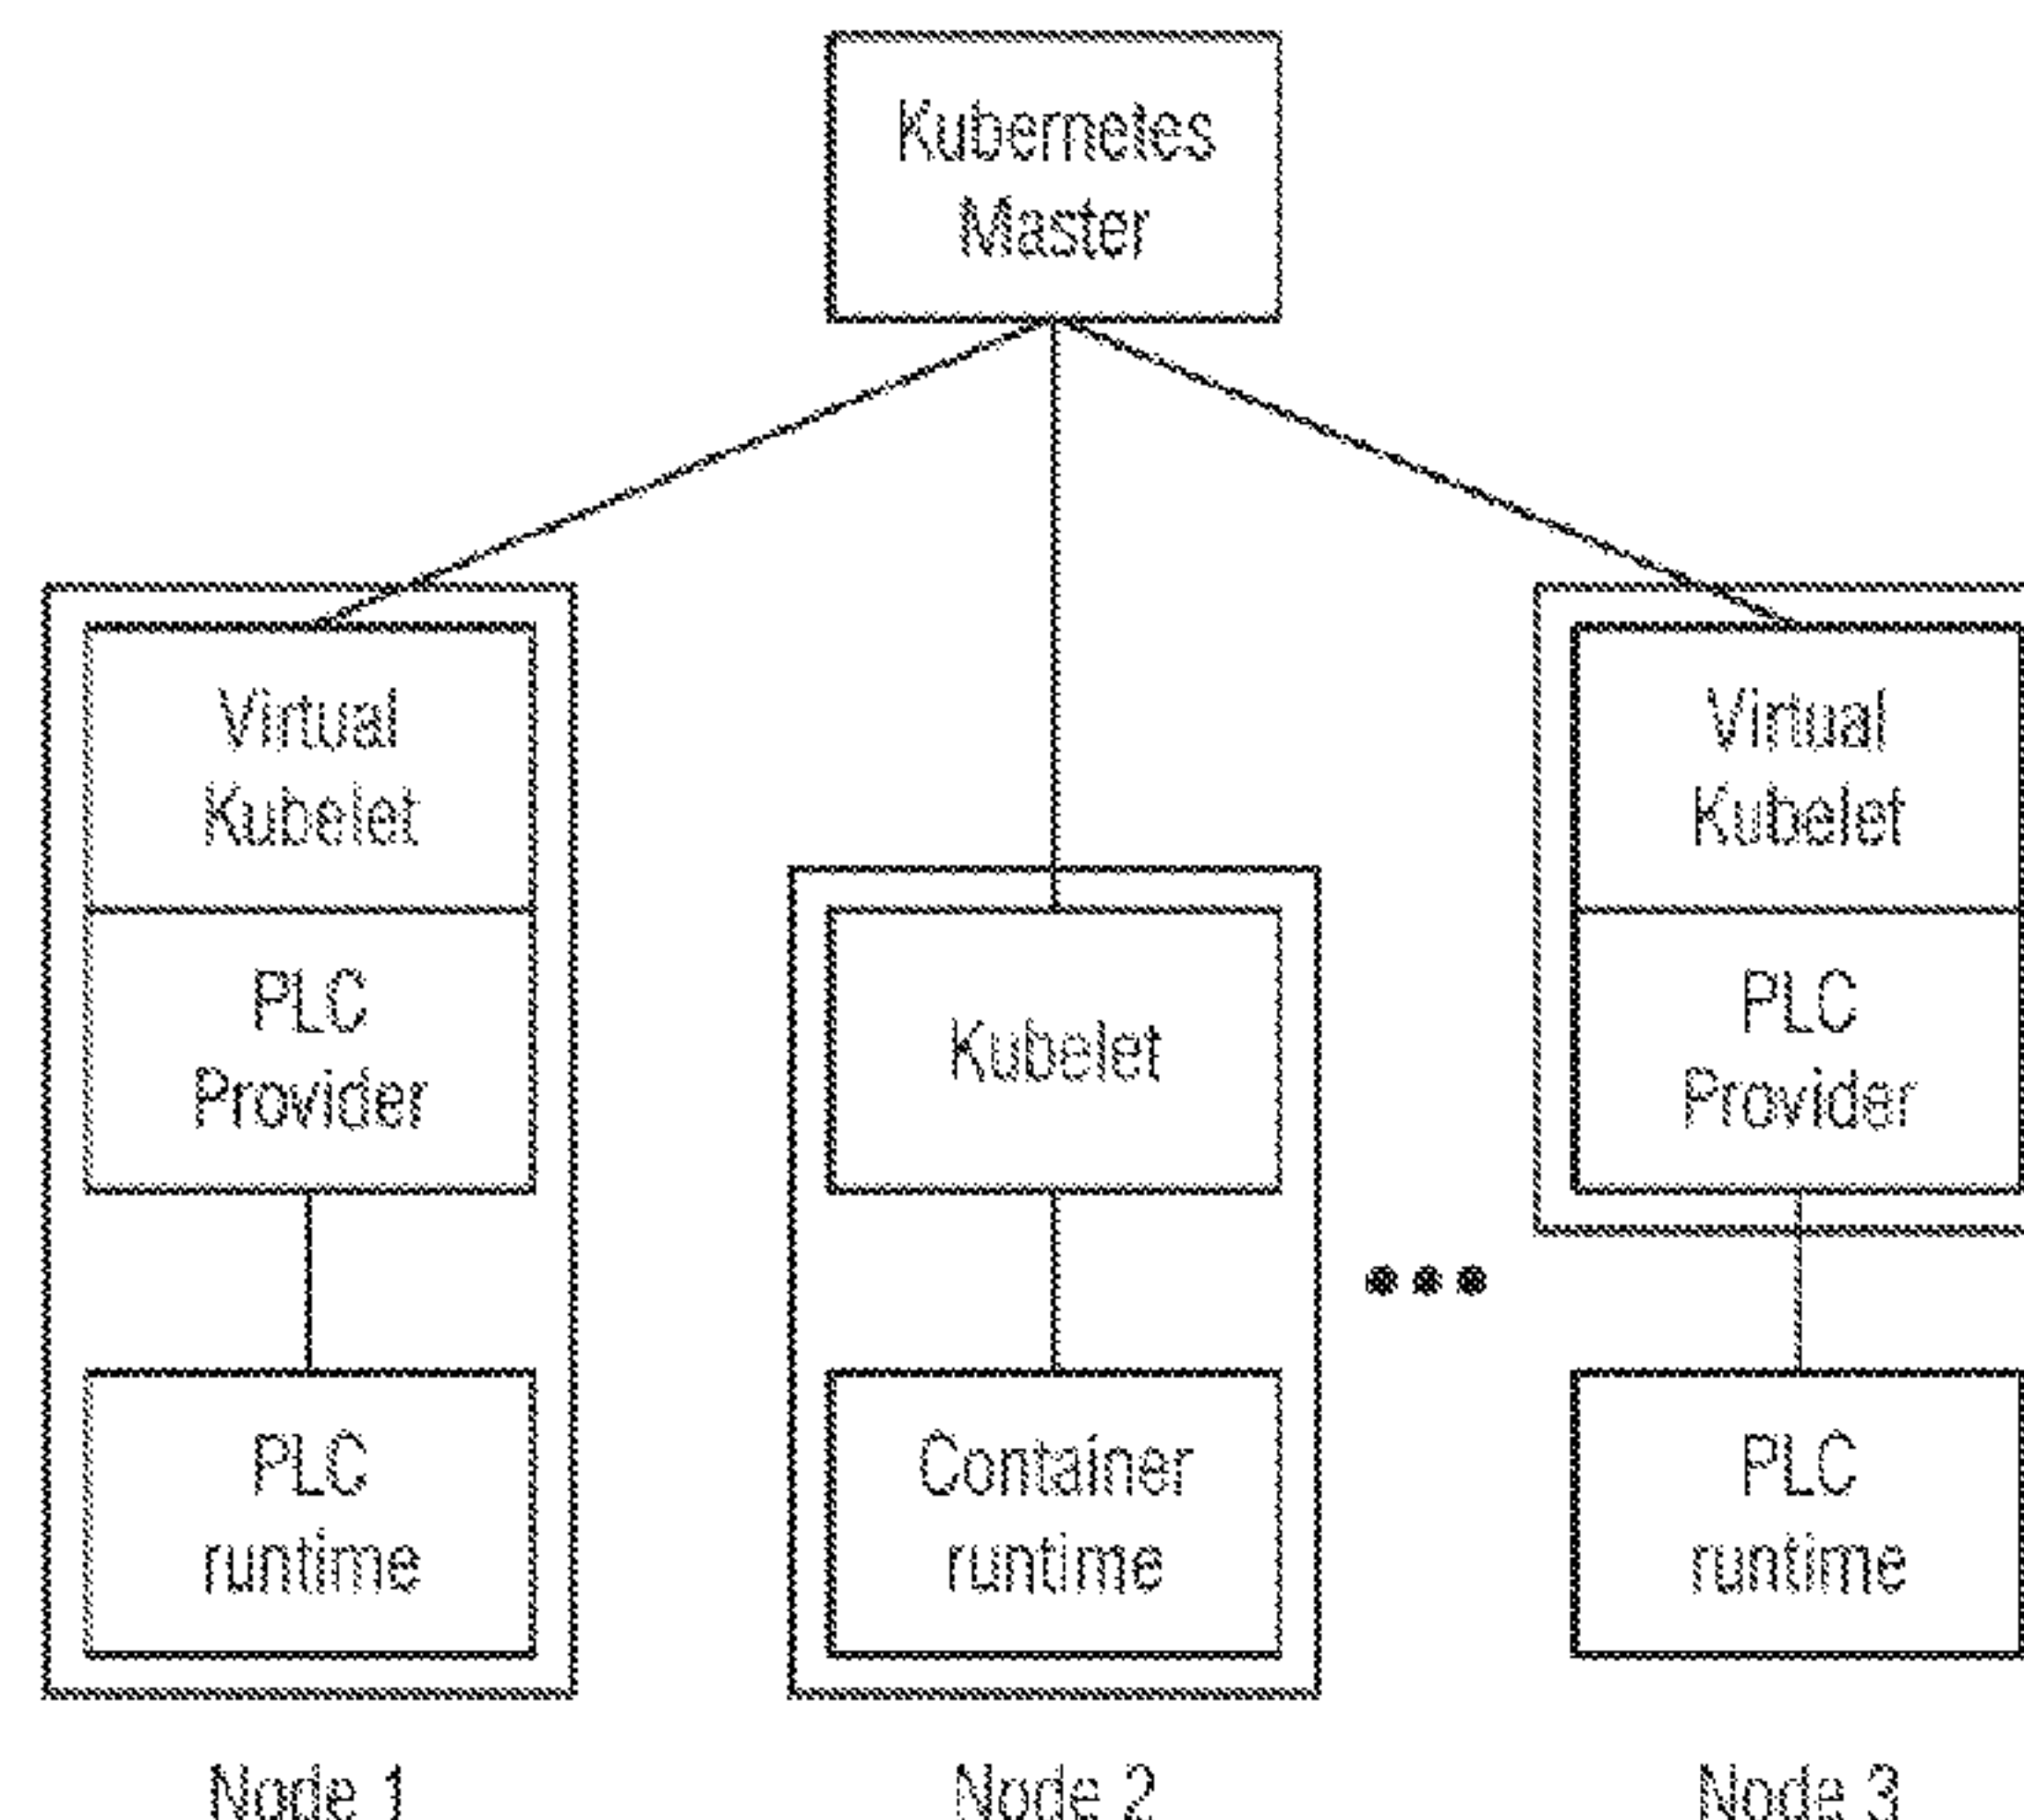 Kubernetes
Master
Virtual
Kubelet
PLC
Provider
PLC
runtime
Kubelet
Container
runtime
Virtual
Kubelet
PLC
Provider
PLC
runtime
Node 1
Node 2
Node 3